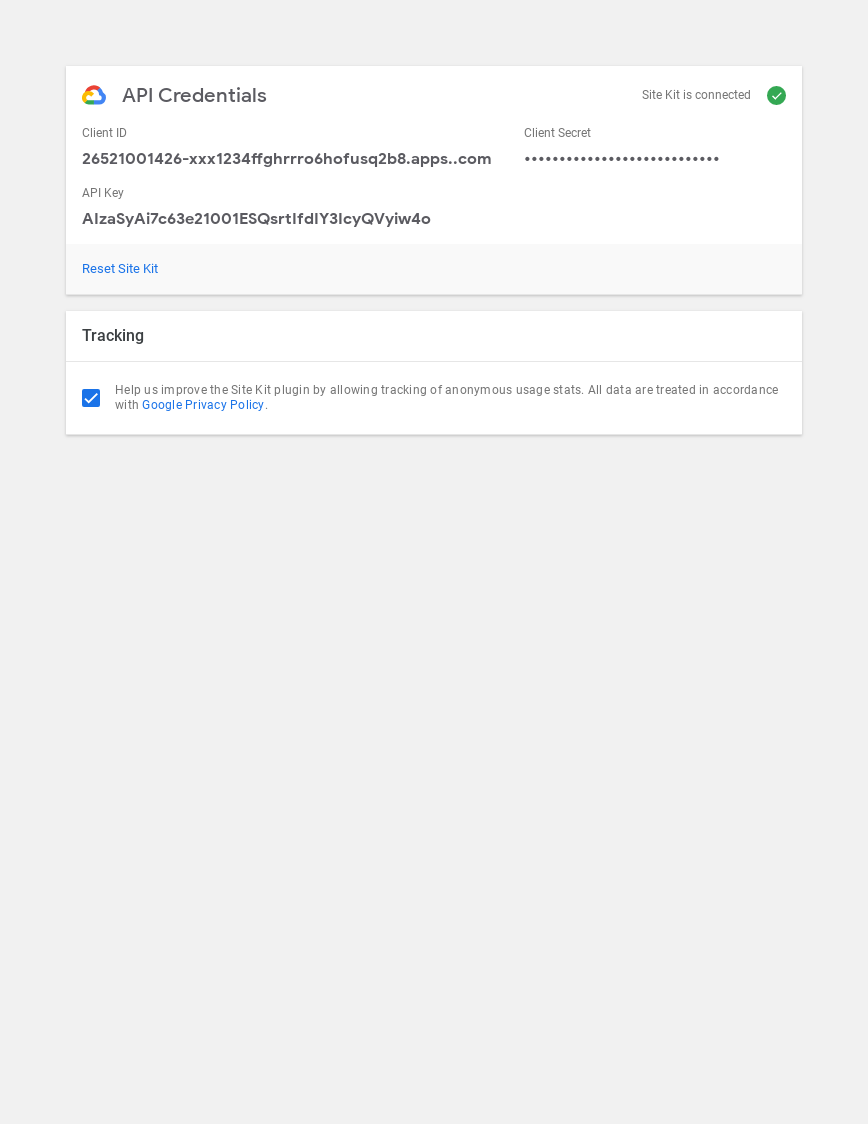 API Credentials
Site Kit is connected
Client ID
Client Secret
26521001426-xxx1234ffghrrro6hofusq2b8.apps..com
••••••••••••••••••••••••••••
API Key
AIzaSyAi7c63e21001ESQsrtIfdIY3IcyQVyiw4o
Reset Site Kit
Tracking
Help us improve the Site Kit plugin by allowing tracking of anonymous usage stats. All data are treated in accordance
with Google Privacy Policy.